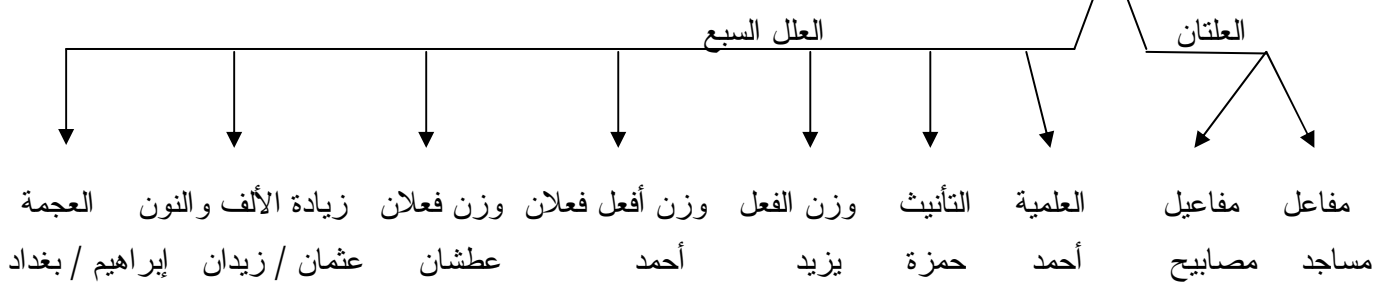 العلتان العلل السبع
مفاعل مفاعيل العلمية التأنيث وزن الفعل وزن أفعل فعلان وزن فعلان زيادة الألف والنون العجمة
مساجد مصابيح أحمد حمزة يزيد أحمد عطشان عثمان / زيدان إبراهيم / بغداد